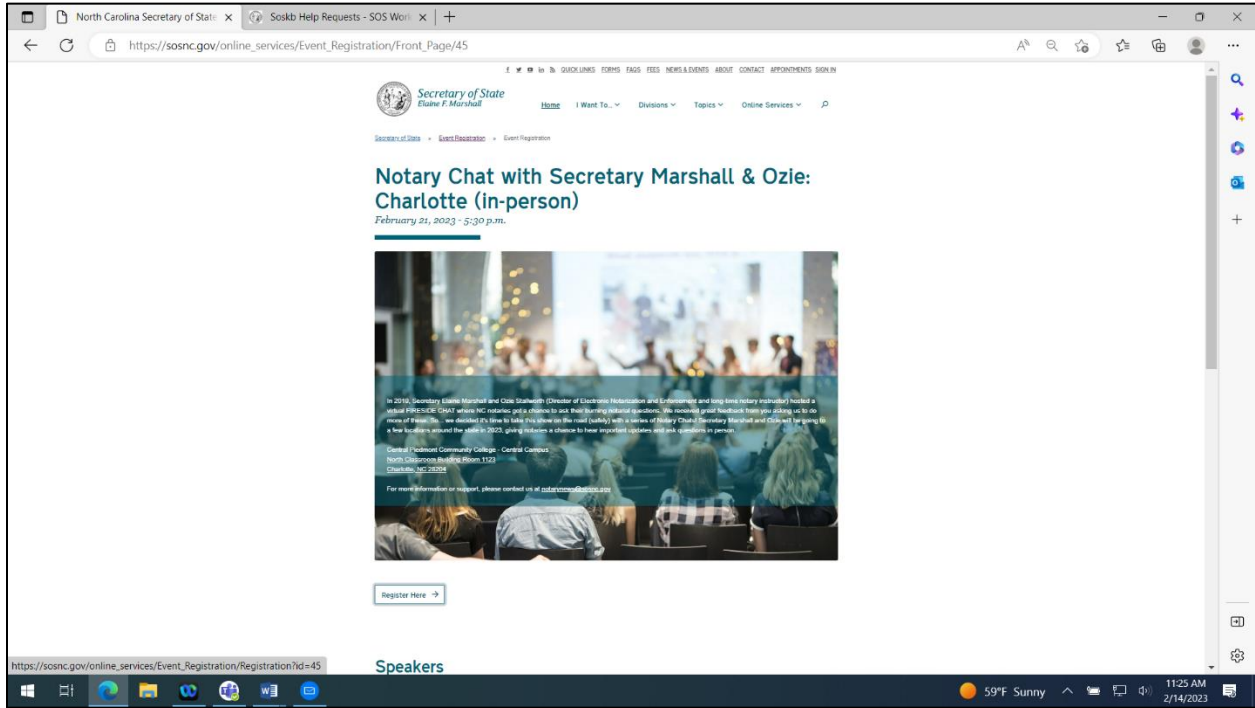 North Carolina Secretary of State
Soskb Help Requests - SOS Work
https://sosnc.gov/online_services/Event_Registration/Front_Page/45
QUICK LINKS FORMS FAQS FEES NEWS & EVENTS ABOUT CONTACT APPOINTMENTS SIGN IN
Secretary of State
Elaine F. Marshall
Home I Want To... Divisions Topics Online Services
Secretary of State » Event Registration » Event Registration
Notary Chat with Secretary Marshall & Ozie:
Charlotte (in-person)
February 21, 2023 - 5:30 p.m.
In 2018, Secretary Elaine Marshall and Ozie Stallworth (Director of Electronic Notarization and Enforcement and long-time notary instructor) hosted a
virtual FIRESIDE CHAT where NC notaries got a chance to ask their burning notarial questions. We received great feedback from you asking us to do
more of these. So... we decided it's time to take this show on the road (safely) with a series of Notary Chats! Secretary Marshall and Ozie will be going to
a few locations around the state in 2023, giving notaries a chance to hear important updates and ask questions in person.
Central Piedmont Community College - Central Campus
North Classroom Building Room 1123
Charlotte, NC 28204
For more information or support, please contact us at notarynews@sosnc.gov
Register Here →
Speakers
https://sosnc.gov/online_services/Event_Registration/Registration?id=45
59°F Sunny
11:25 AM
2/14/2023